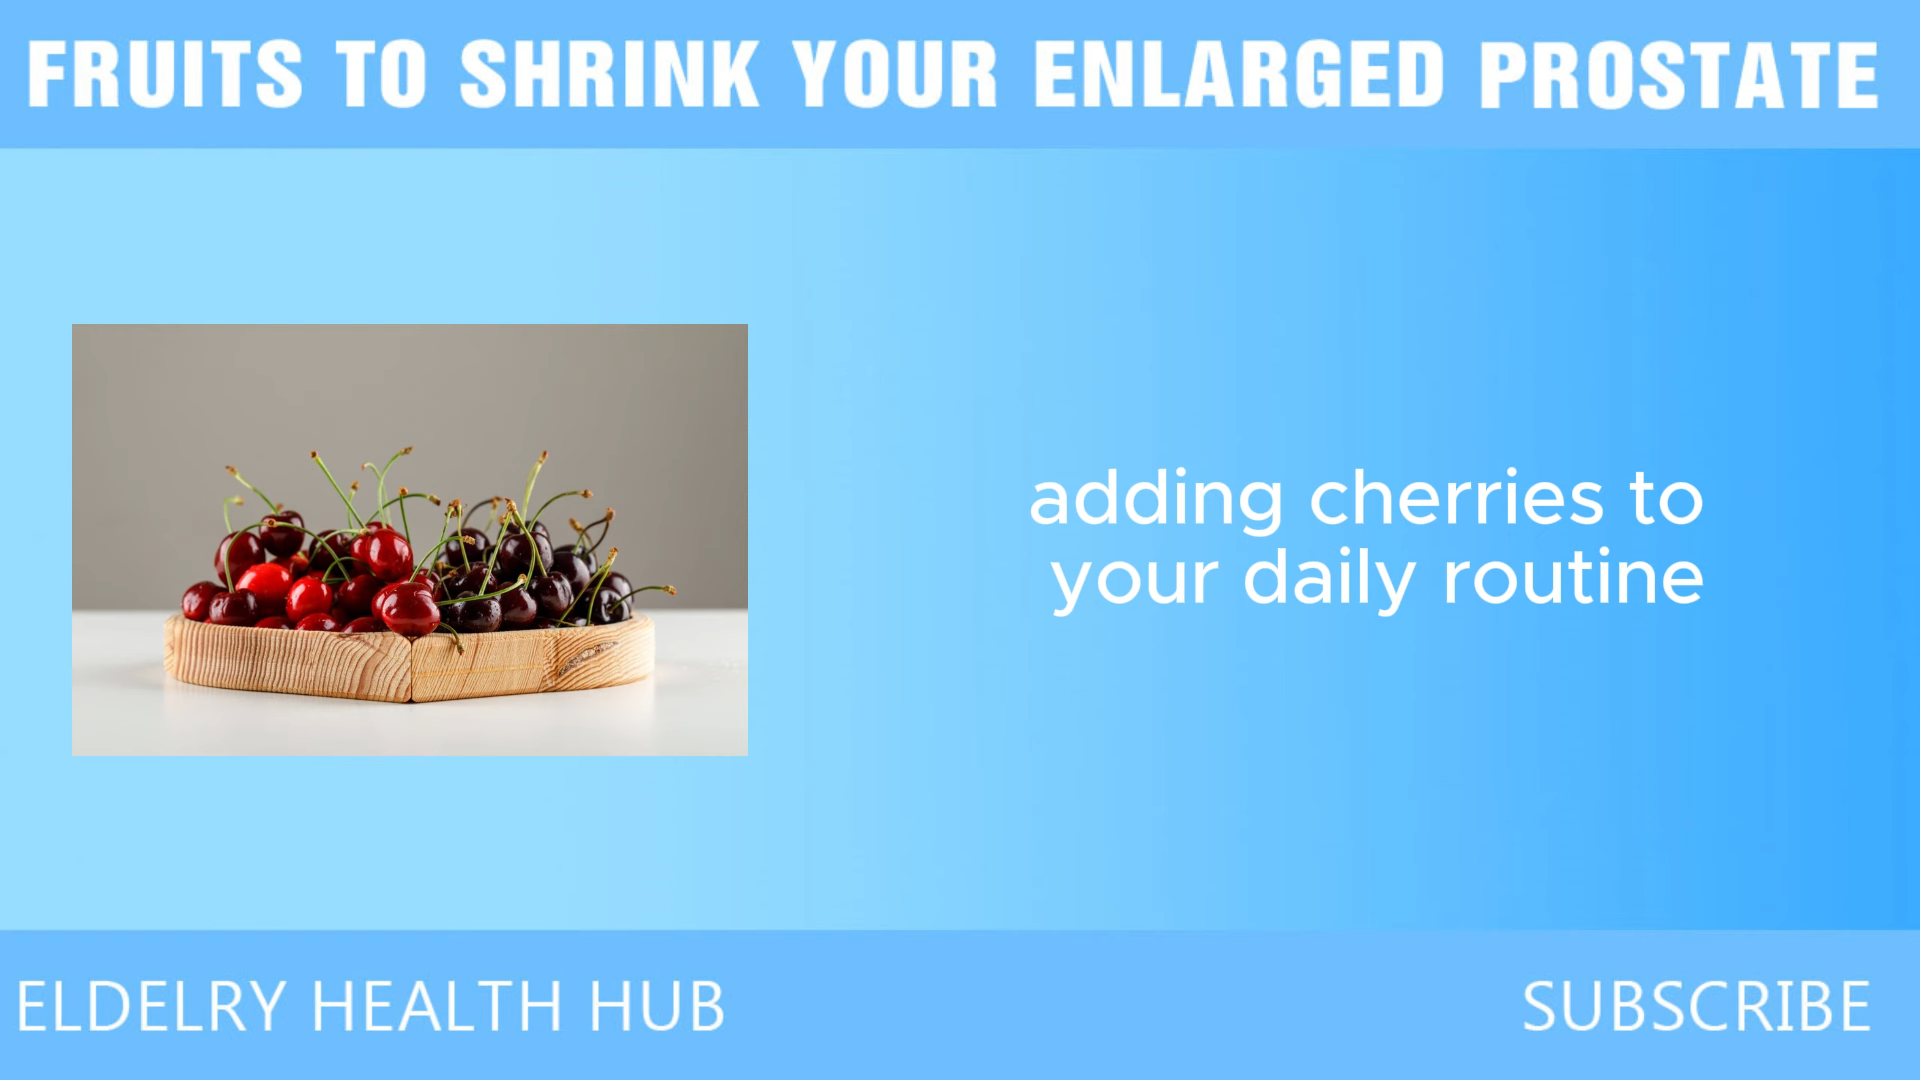 FRUITS TO SHRINK YOUR ENLARGED PROSTATE
adding cherries to
your daily routine
ELDELRY HEALTH HUB
SUBSCRIBE